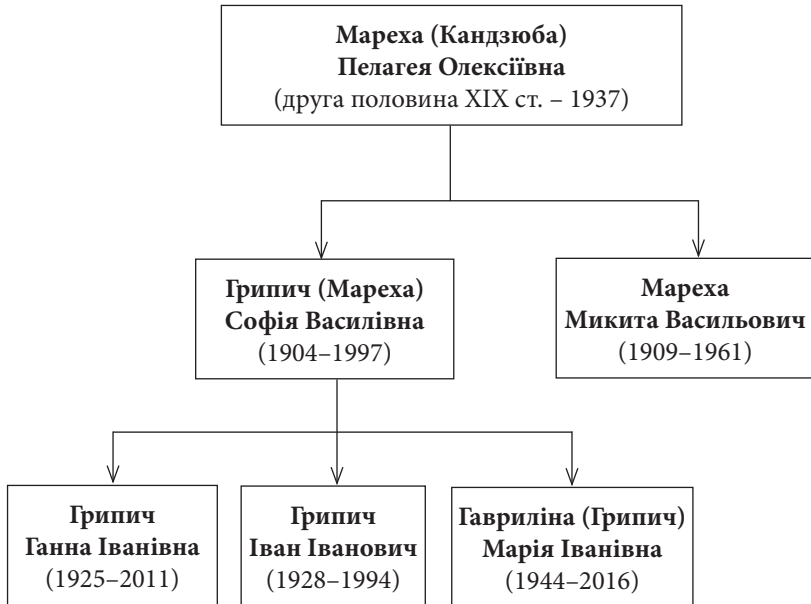 Мареха (Кандзюба)
Пелагея Олексіївна
(друга половина ХІХ ст. – 1937)
Грипич (Мареха)
Софія Василівна
(1904–1997)
Мареха
Микита Васильович
(1909–1961)
Грипич
Ганна Іванівна
(1925–2011)
Грипич
Іван Іванович
(1928–1994)
Гавриліна (Грипич)
Марія Іванівна
(1944–2016)